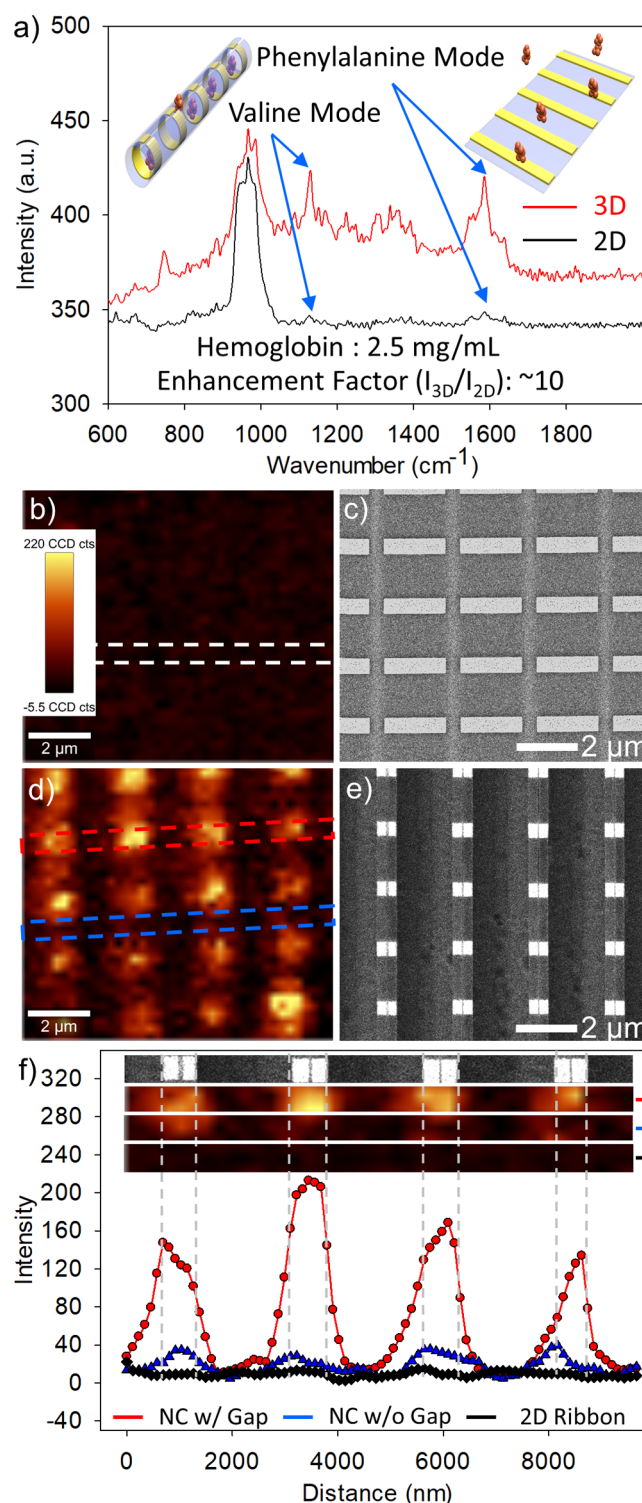 a)
500
450
400
350
300
Intensity (a.u.)
Phenylalanine Mode
Valine Mode
3D
2D
Hemoglobin : 2.5 mg/mL
Enhancement Factor (I3D/I2D): ~10
600 800 1000 1200 1400 1600 1800
Wavenumber (cm-1)
b)
220 CCD cts
-5.5 CCD cts
2 µm
c)
2 µm
d)
2 µm
e)
2 µm
f)
320
280
240
200
160
120
80
40
0
-40
Intensity
NC w/ Gap NC w/o Gap 2D Ribbon
0 2000 4000 6000 8000
Distance (nm)